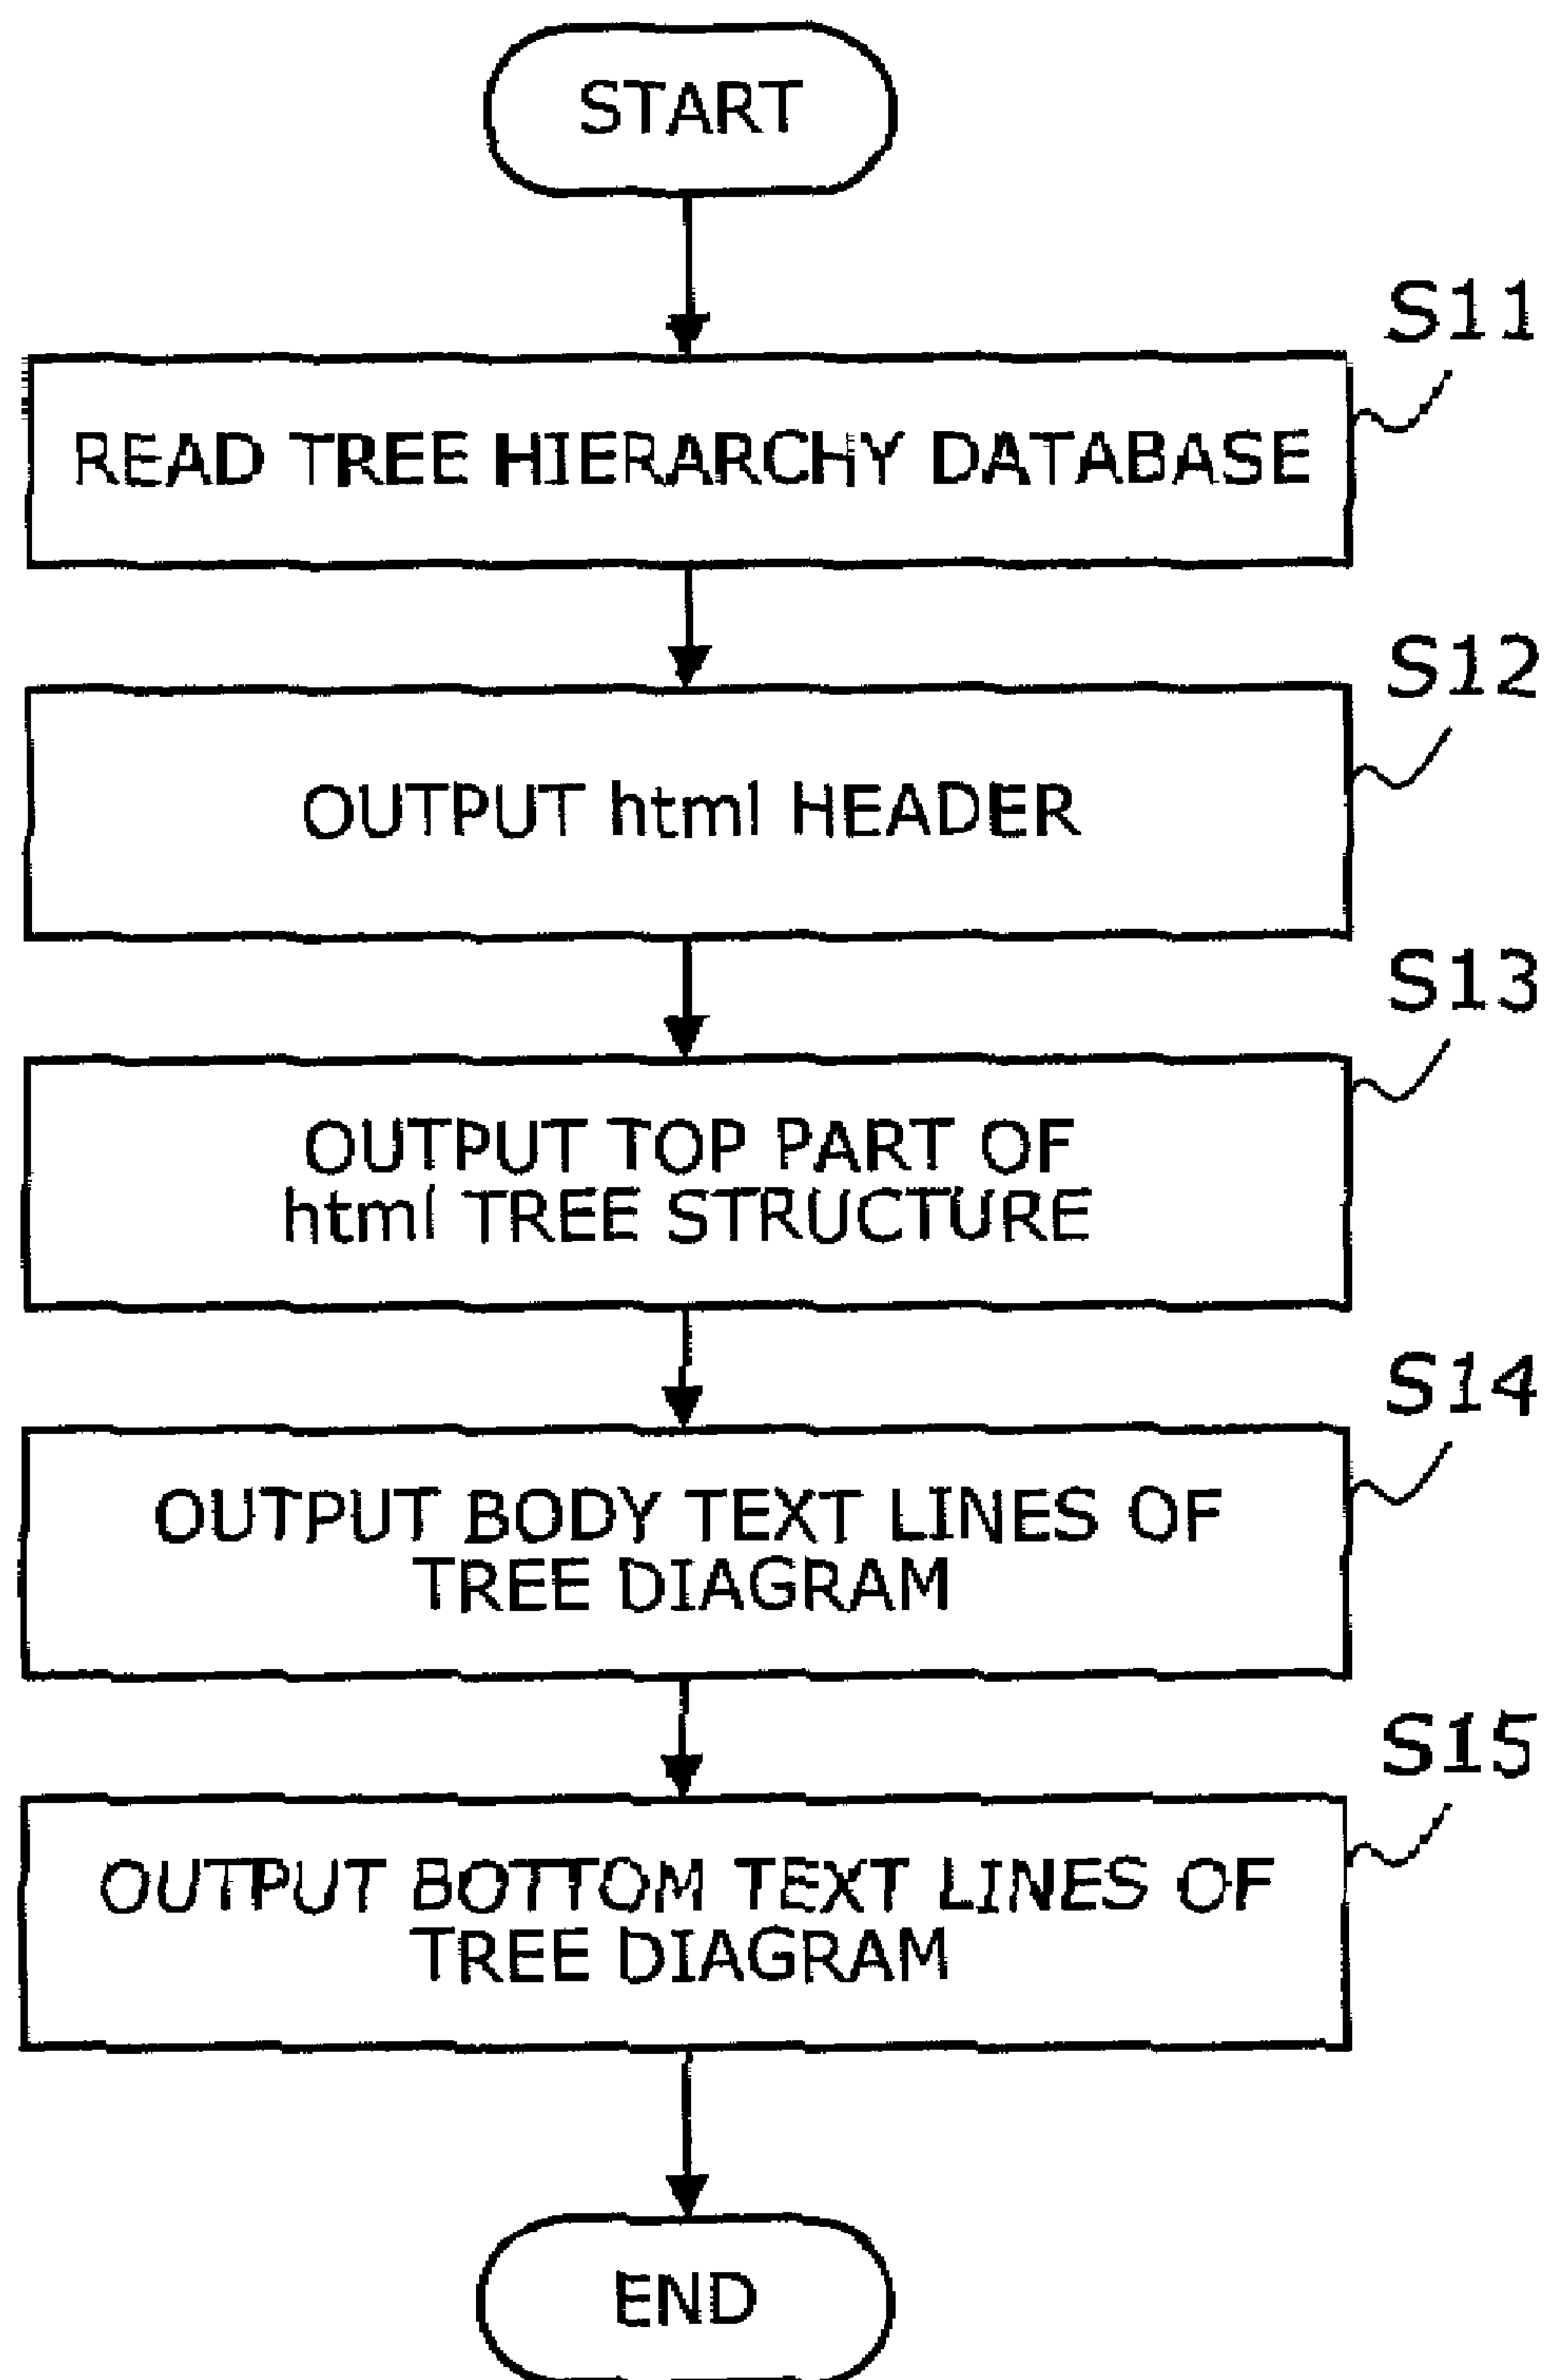 START
S11
READ TREE HIERARCHY DATABASE
S12
OUTPUT html HEADER
S13
OUTPUT TOP PART OF
html TREE STRUCTURE
S14
OUTPUT BODY TEXT LINES OF
TREE DIAGRAM
S15
OUTPUT BOTTOM TEXT LINES OF
TREE DIAGRAM
END